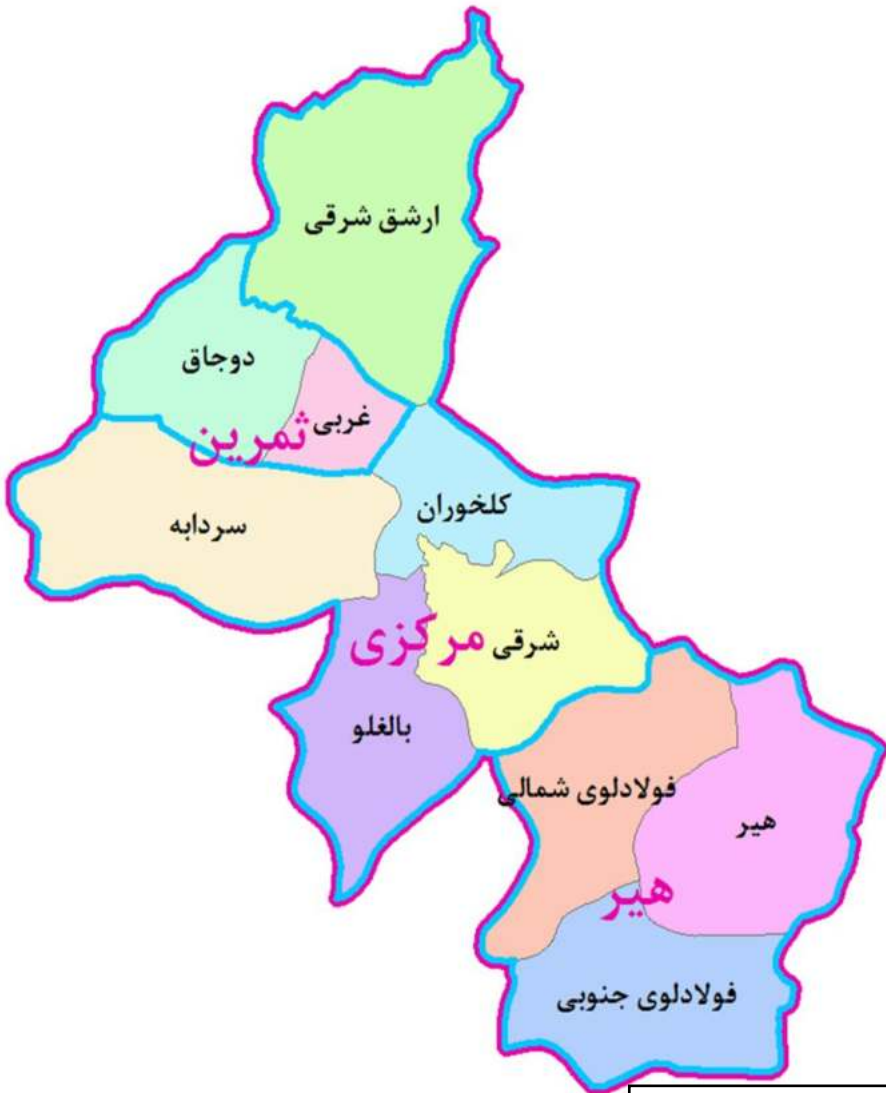 ارشق شرقی
دوجاق
غربی
ثمرین
کلخوران
سردابه
شرقی
مرکزی
بالغلو
فولادلوی شمالی
هیر
هیر
فولادلوی جنوبی